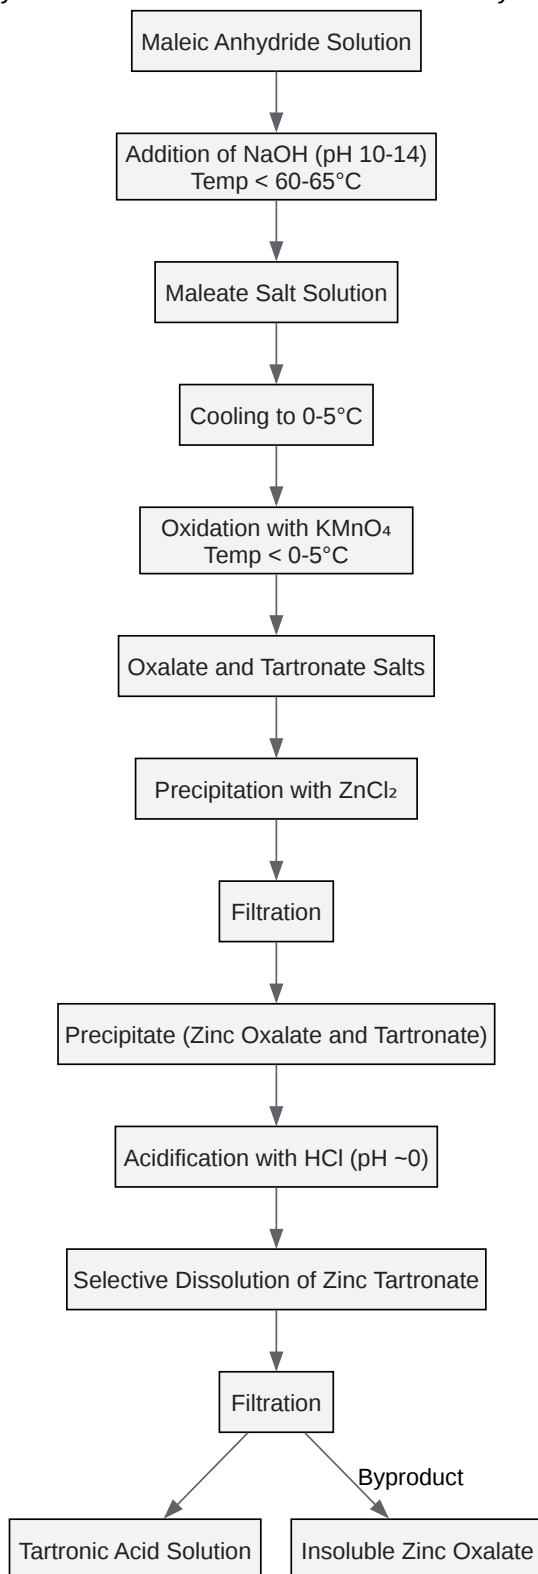 Maleic Anhydride Solution
Addition of NaOH (pH 10-14)
Temp < 60-65°C
Maleate Salt Solution
Cooling to 0-5°C
Oxidation with KMnO₄
Temp < 0-5°C
Oxalate and Tartronate Salts
Precipitation with ZnCl₂
Filtration
Precipitate (Zinc Oxalate and Tartronate)
Acidification with HCl (pH ~0)
Selective Dissolution of Zinc Tartronate
Filtration
Byproduct
Tartronic Acid Solution
Insoluble Zinc Oxalate